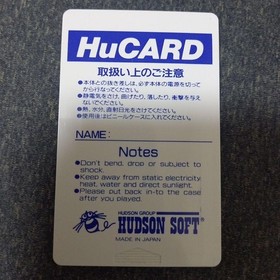 HuCARD
取扱い上のご注意
●本体との抜き差しは、必ず本体の電源を切って
から行なってください。
●静電気をさけ、曲げたり、落したり、衝撃を与え
ないでください。
●熱、水分、直射日光をさけてください。
●使用後はビニールケースに入れてください。
NAME:
Notes
●Don't bend, drop or subject to
shock.
●Keep away from static electricity
heat, water and direct sunlight.
●Please put back in-to the case
after you played.
HUDSON GROUP
HUDSON SOFT
MADE IN JAPAN